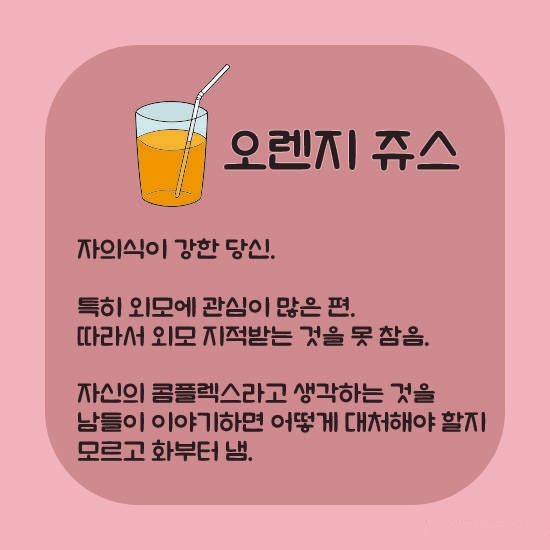 오렌지 쥬스
자의식이 강한 당신.
특히 외모에 관심이 많은 편.
따라서 외모 지적받는 것을 못 참음.
자신의 콤플렉스라고 생각하는 것을
남들이 이야기하면 어떻게 대처해야 할지
모르고 화부터 냄.